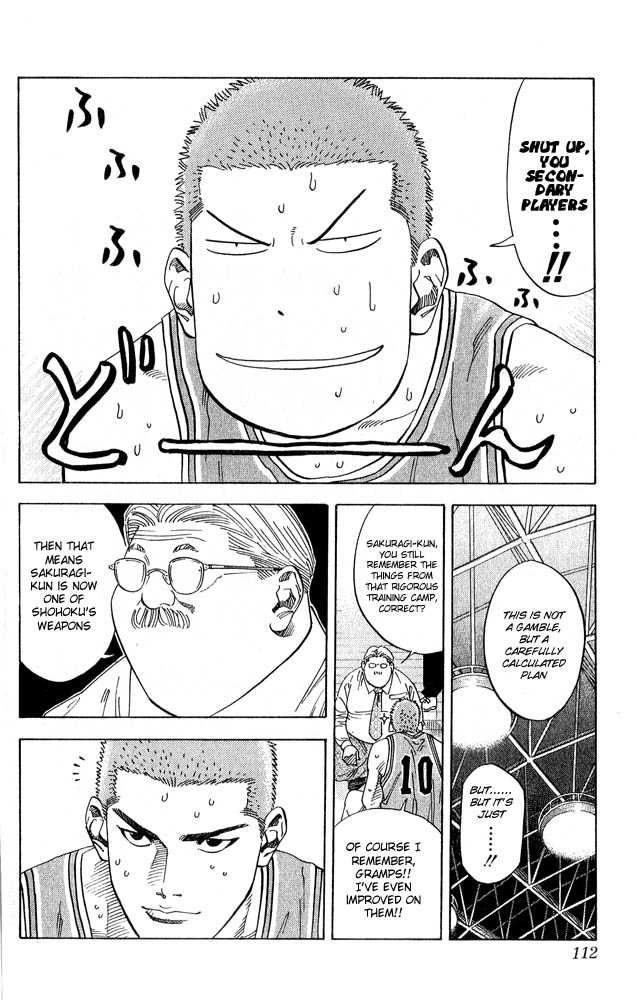 SHUT UP,
YOU
SECON-
DARY
PLAYERS
...
!!
ふ
ふ
ふ
ふ
ふ
ふ
ど
ー
ん
THIS IS NOT
A GAMBLE,
BUT A
CAREFULLY
CALCULATED
PLAN
BUT......
BUT IT'S
JUST
...
!!
SAKURAGI-KUN,
YOU STILL
REMEMBER THE
THINGS FROM
THAT RIGOROUS
TRAINING CAMP,
CORRECT?
10
OF COURSE I
REMEMBER,
GRAMPS!!
I'VE EVEN
IMPROVED ON
THEM!!
THEN THAT
MEANS
SAKURAGI-
KUN IS NOW
ONE OF
SHOHOKU'S
WEAPONS
112